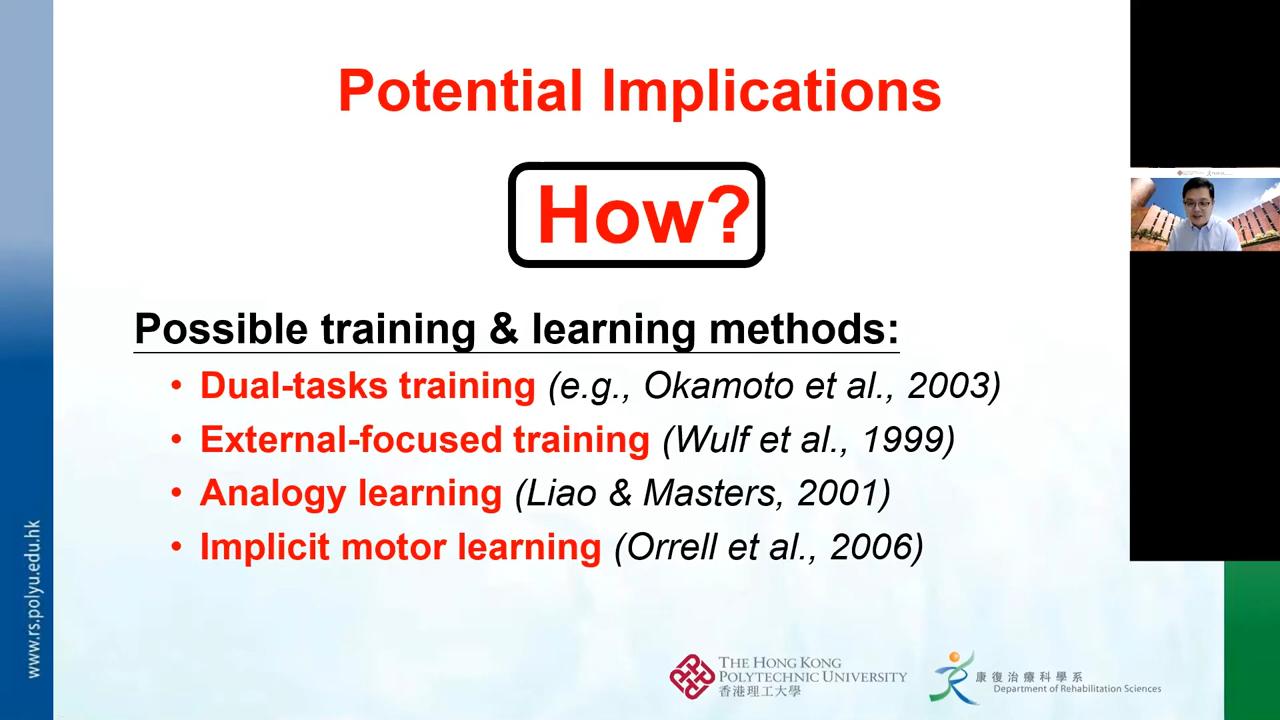 Potential Implications
How?
Possible training & learning methods:
• Dual-tasks training (e.g., Okamoto et al., 2003)
• External-focused training (Wulf et al., 1999)
• Analogy learning (Liao & Masters, 2001)
• Implicit motor learning (Orrell et al., 2006)
www.rs.polyu.edu.hk
THE HONG KONG
POLYTECHNIC UNIVERSITY
香港理工大學
康復治療科學系
Department of Rehabilitation Sciences